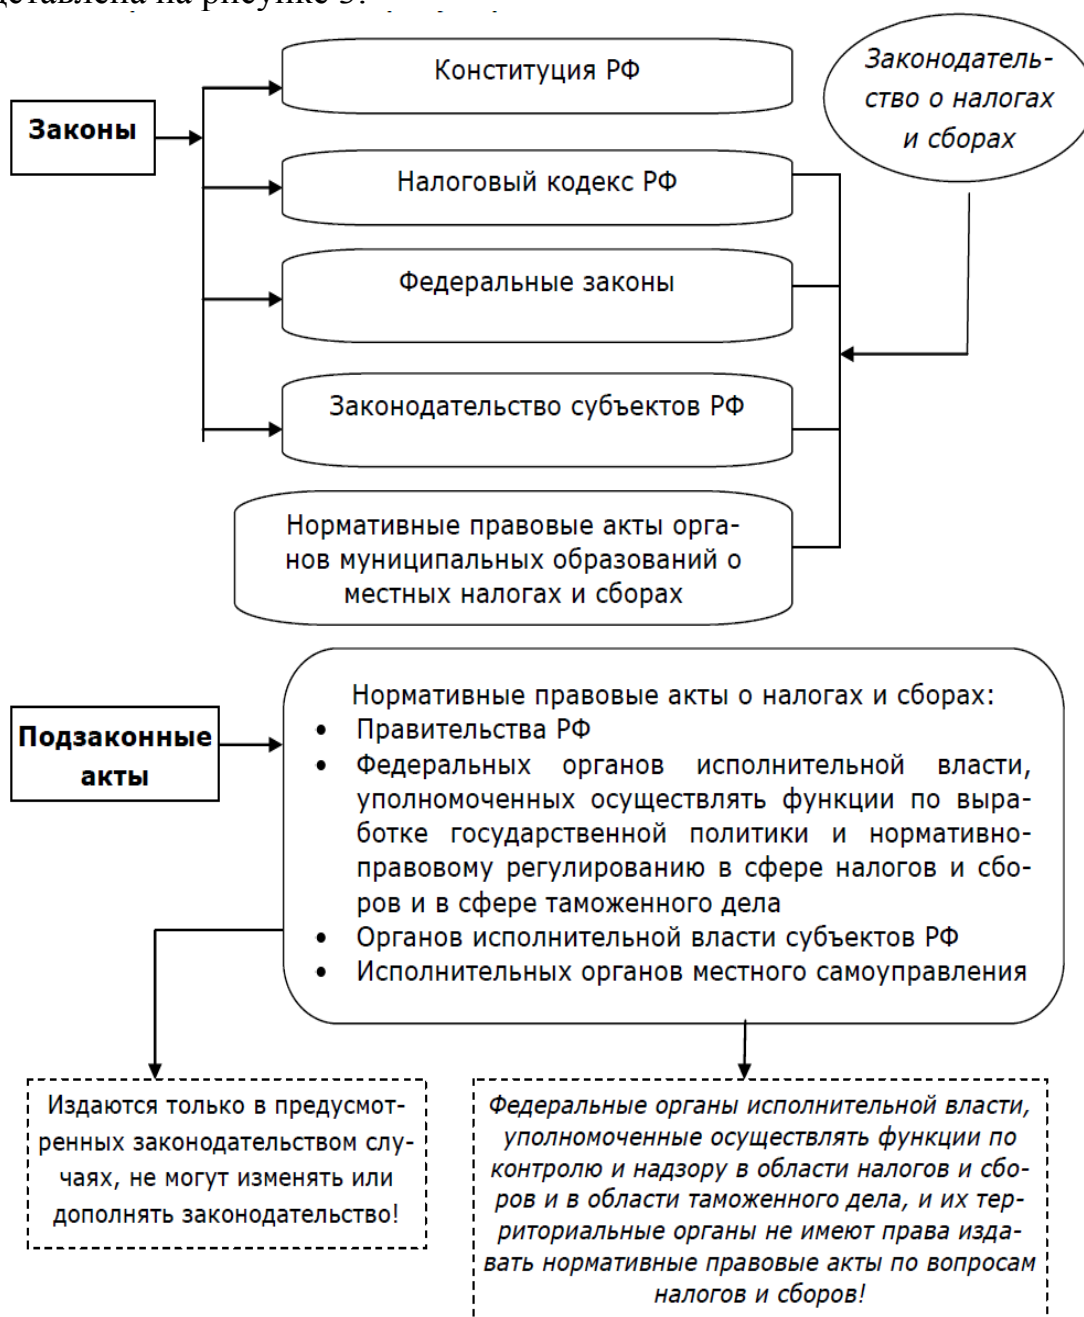 дставлена на рисунке 3.
Конституция РФ
Законодатель-
ство о налогах
и сборах
Законы
Налоговый кодекс РФ
Федеральные законы
Законодательство субъектов РФ
Нормативные правовые акты орга-
нов муниципальных образований о
местных налогах и сборах
Нормативные правовые акты о налогах и сборах:
• Правительства РФ
• Федеральных органов исполнительной власти,
уполномоченных осуществлять функции по выра-
ботке государственной политики и нормативно-
правовому регулированию в сфере налогов и сбо-
ров и в сфере таможенного дела
• Органов исполнительной власти субъектов РФ
• Исполнительных органов местного самоуправления
Подзаконные
акты
Издаются только в предусмот-
ренных законодательством слу-
чаях, не могут изменять или
дополнять законодательство!
Федеральные органы исполнительной власти,
уполномоченные осуществлять функции по
контролю и надзору в области налогов и сбо-
ров и в области таможенного дела, и их тер-
риториальные органы не имеют права изда-
вать нормативные правовые акты по вопросам
налогов и сборов!